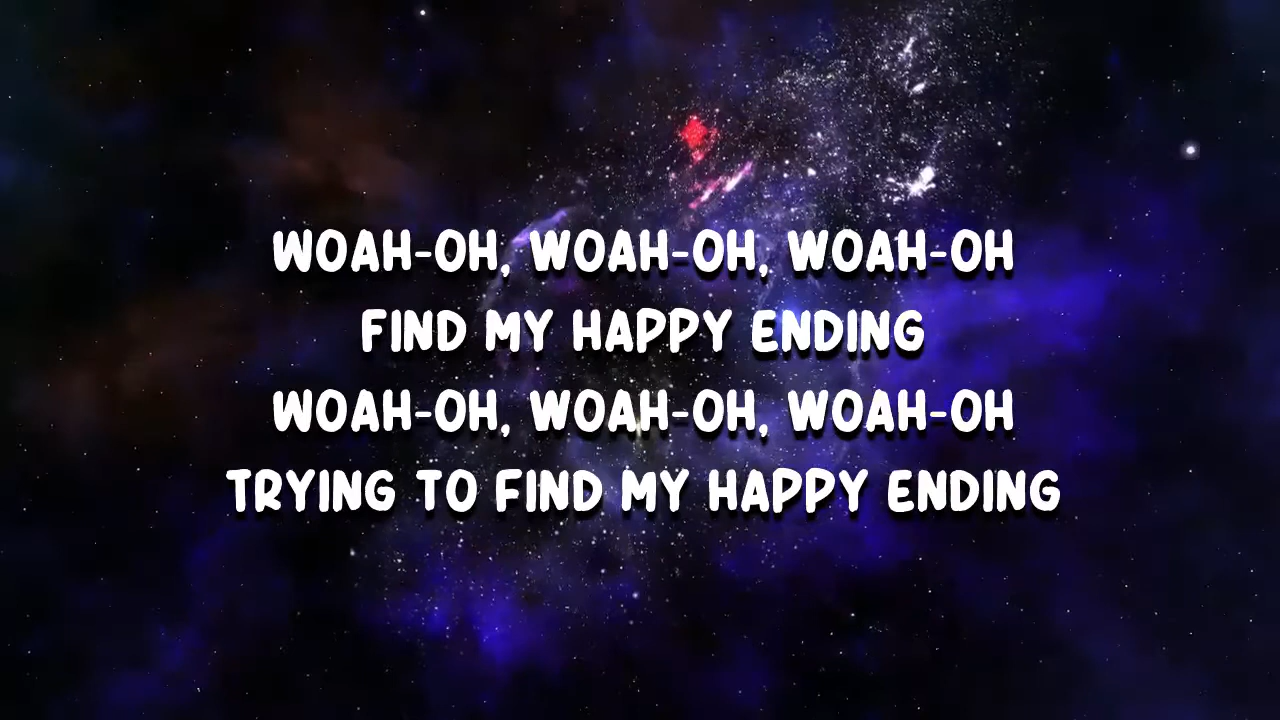 WOAH-OH, WOAH-OH, WOAH-OH
FIND MY HAPPY ENDING
WOAH-OH, WOAH-OH, WOAH-OH
TRYING TO FIND MY HAPPY ENDING